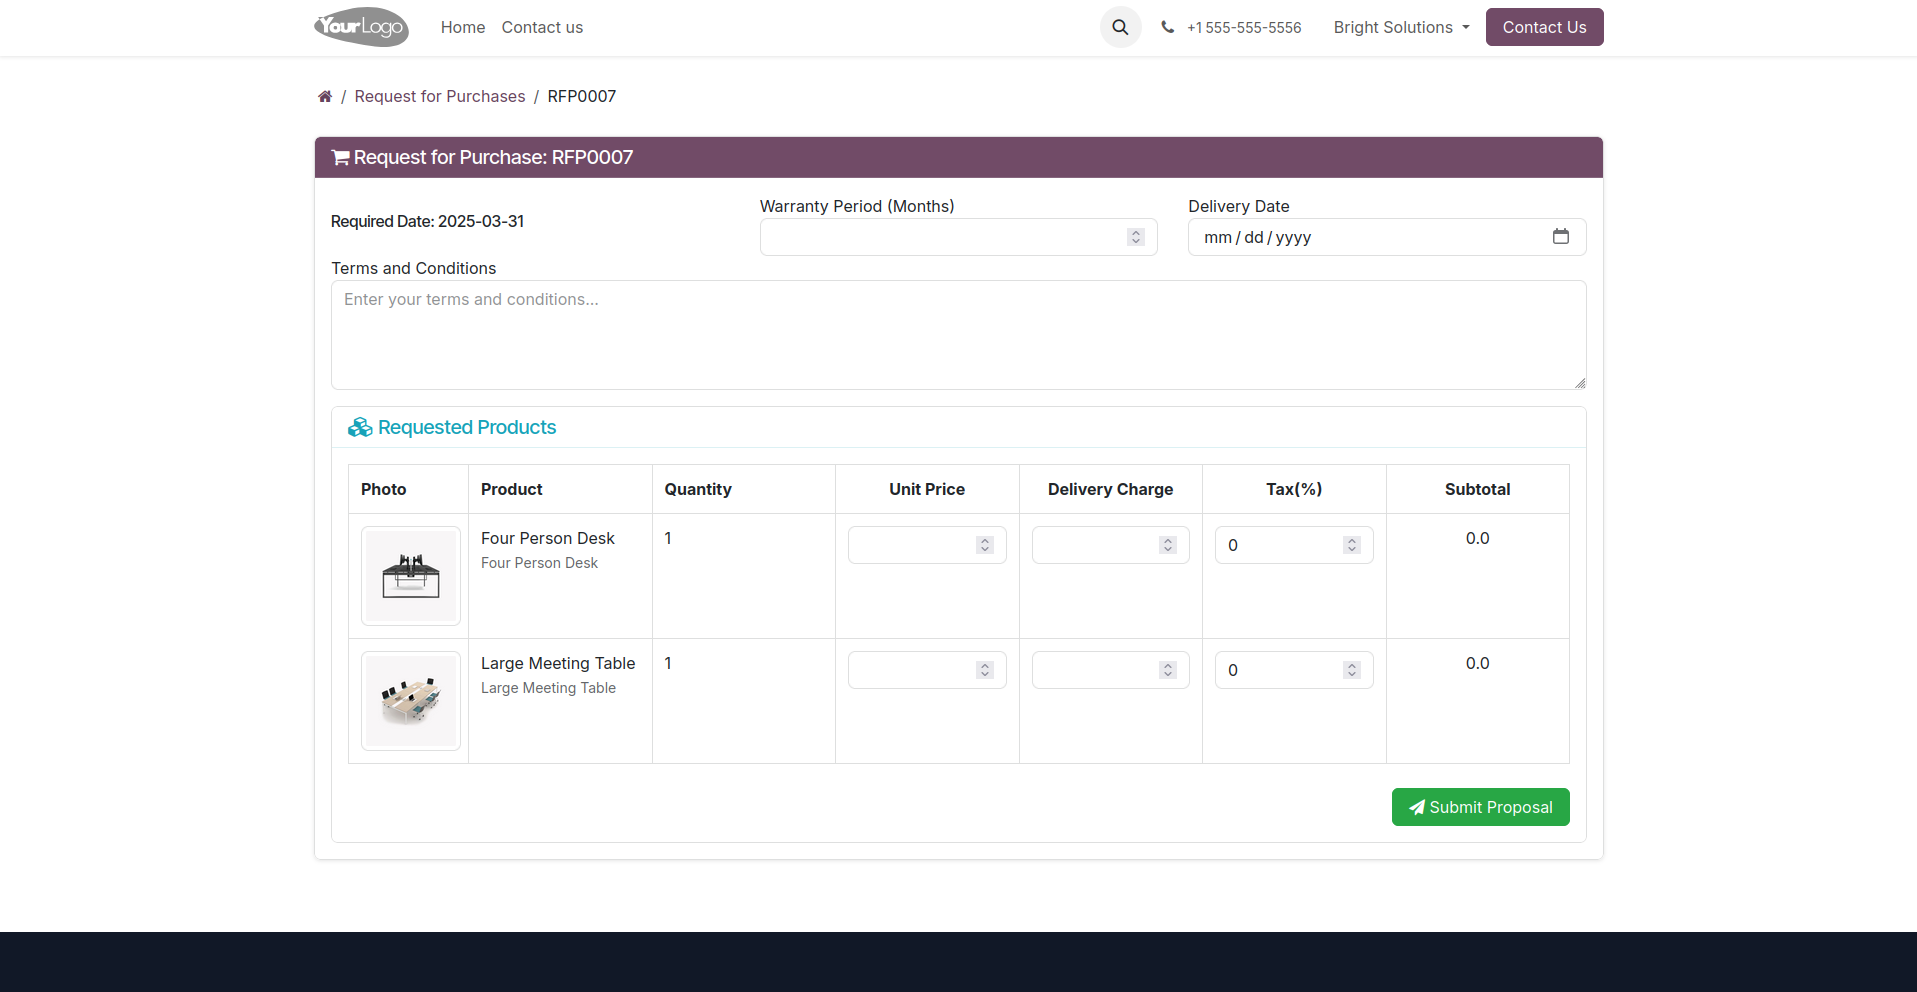 YourLogo
Home
Contact us
+1 555-555-5556
Bright Solutions
Contact Us
/ Request for Purchases / RFP0007
Request for Purchase: RFP0007
Required Date: 2025-03-31
Warranty Period (Months)
Delivery Date
mm/dd/yyyy
Terms and Conditions
Enter your terms and conditions...
Requested Products
Photo Product Quantity Unit Price Delivery Charge Tax(%) Subtotal
Four Person Desk 1 0 0.0
Four Person Desk
Large Meeting Table 1 0 0.0
Large Meeting Table
Submit Proposal